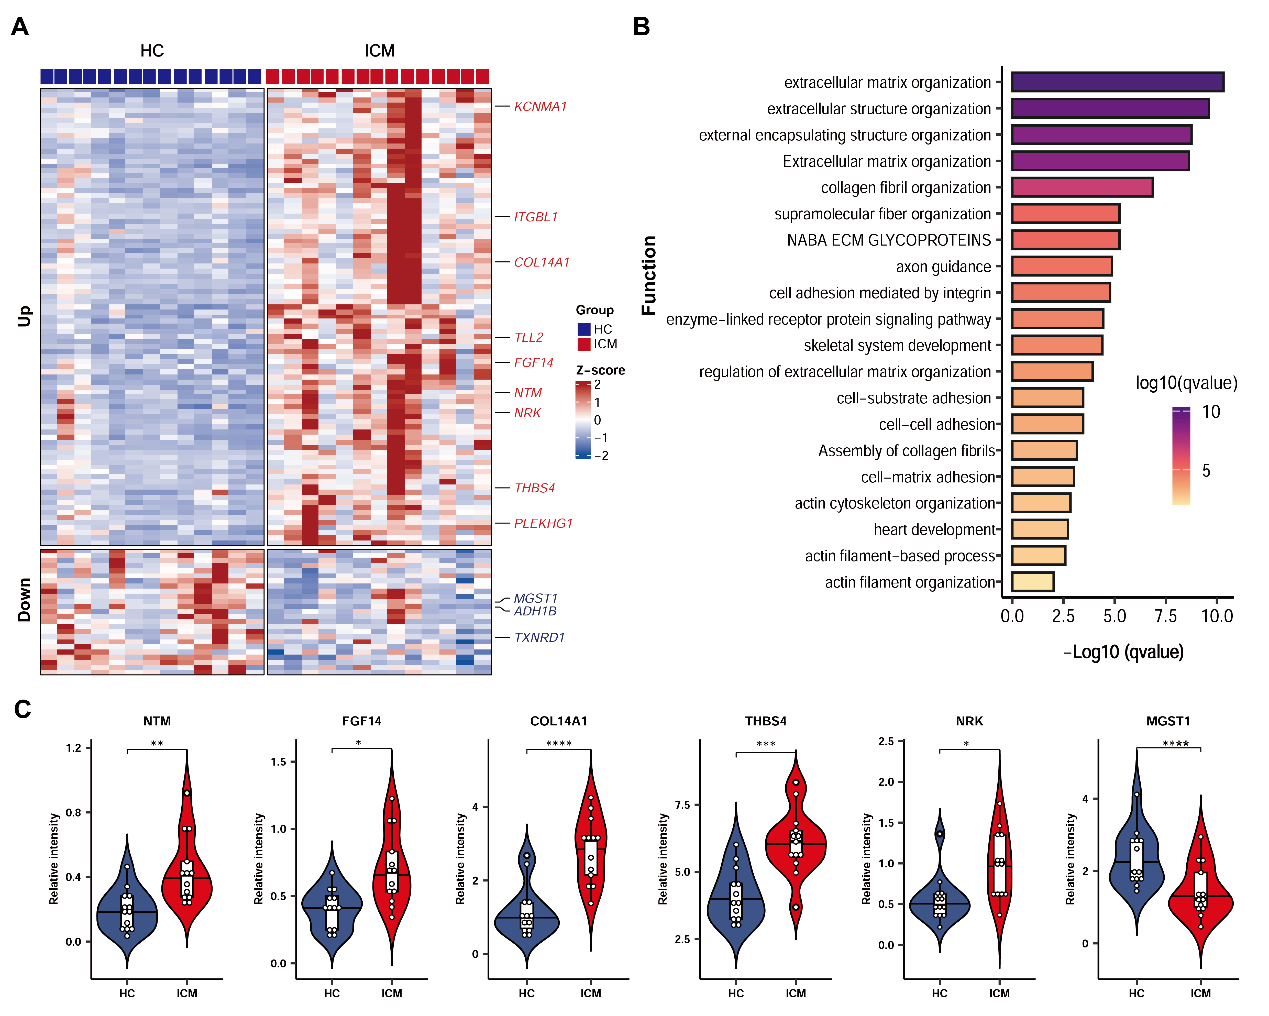 A
HC
ICM
Up
Down
KCNMA1
ITGBL1
COL14A1
TLL2
FGF14
NTM
NRK
THBS4
PLEKHG1
MGST1
ADH1B
TXNRD1
Group
HC
ICM
Z-score
2
1
0
−1
−2
B
Function
extracellular matrix organization
extracellular structure organization
external encapsulating structure organization
Extracellular matrix organization
collagen fibril organization
supramolecular fiber organization
NABA ECM GLYCOPROTEINS
axon guidance
cell adhesion mediated by integrin
enzyme−linked receptor protein signaling pathway
skeletal system development
regulation of extracellular matrix organization
cell−substrate adhesion
cell−cell adhesion
Assembly of collagen fibrils
cell−matrix adhesion
actin cytoskeleton organization
heart development
actin filament−based process
actin filament organization
0.0 2.5 5.0 7.5 10.0
−Log10 (qvalue)
log10(qvalue)
10
5
C
NTM
**
Relative intensity
1.2
0.8
0.4
0.0
HC ICM
FGF14
*
Relative intensity
1.5
1.0
0.5
0.0
HC ICM
COL14A1
****
Relative intensity
4
2
0
HC ICM
THBS4
***
Relative intensity
7.5
5.0
2.5
HC ICM
NRK
*
Relative intensity
2.5
2.0
1.5
1.0
0.5
0.0
HC ICM
MGST1
****
Relative intensity
4
2
0
HC ICM